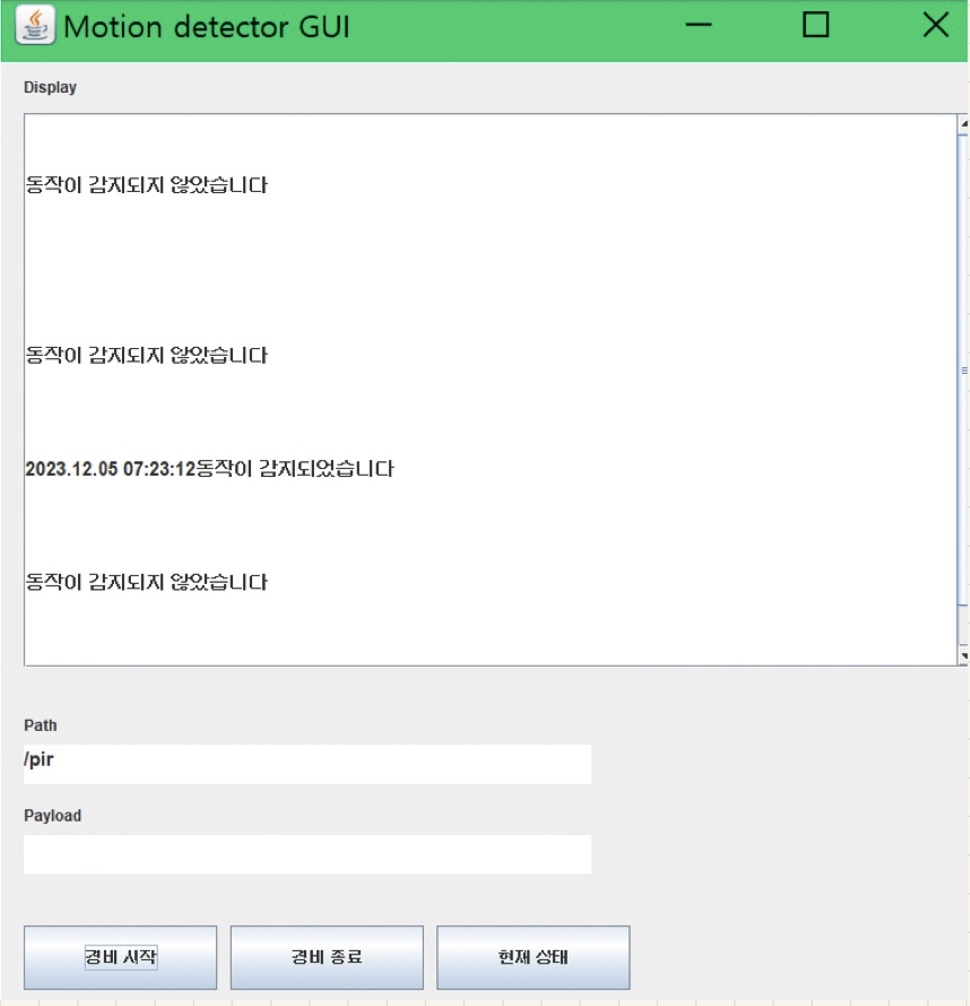 Motion detector GUI
Display
동작이 감지되지 않았습니다
동작이 감지되지 않았습니다
2023.12.05 07:23:12동작이 감지되었습니다
동작이 감지되지 않았습니다
Path
/pir
Payload
경비 시작
경비 종료
현재 상태